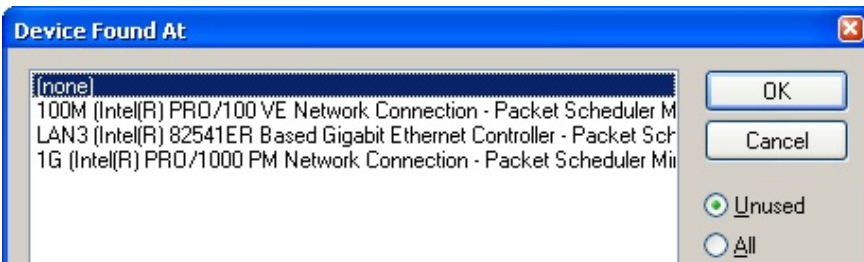 Device Found At
(none)
100M (Intel(R) PRO/100 VE Network Connection - Packet Scheduler M
LAN3 (Intel(R) 82541ER Based Gigabit Ethernet Controller - Packet Sch
1G (Intel(R) PRO/1000 PM Network Connection - Packet Scheduler Mi
OK
Cancel
Unused
All